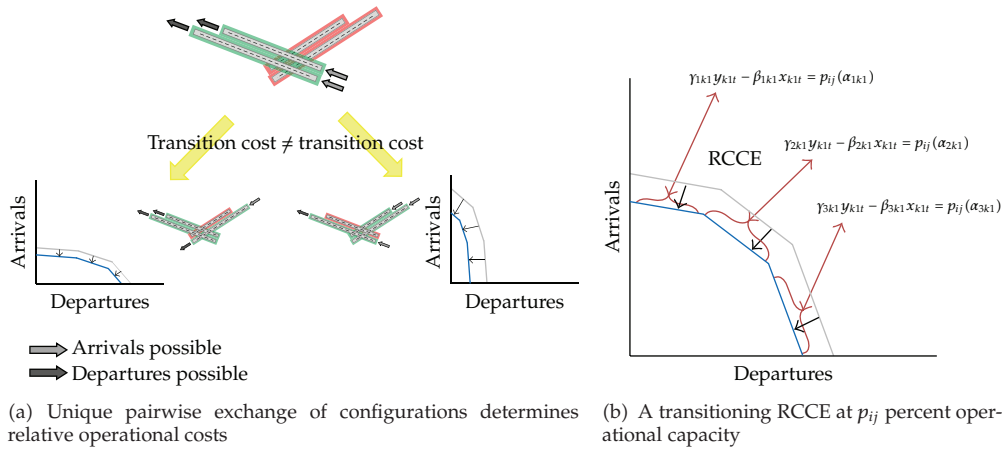 Transition cost ≠ transition cost
Arrivals
Departures
Arrivals
Departures
Arrivals possible
Departures possible
(a) Unique pairwise exchange of configurations determines
relative operational costs
γ1k1yk1t − β1k1xk1t = pij(α1k1)
RCCE
γ2k1yk1t − β2k1xk1t = pij(α2k1)
γ3k1yk1t − β3k1xk1t = pij(α3k1)
Arrivals
Departures
(b) A transitioning RCCE at pij percent oper-
ational capacity